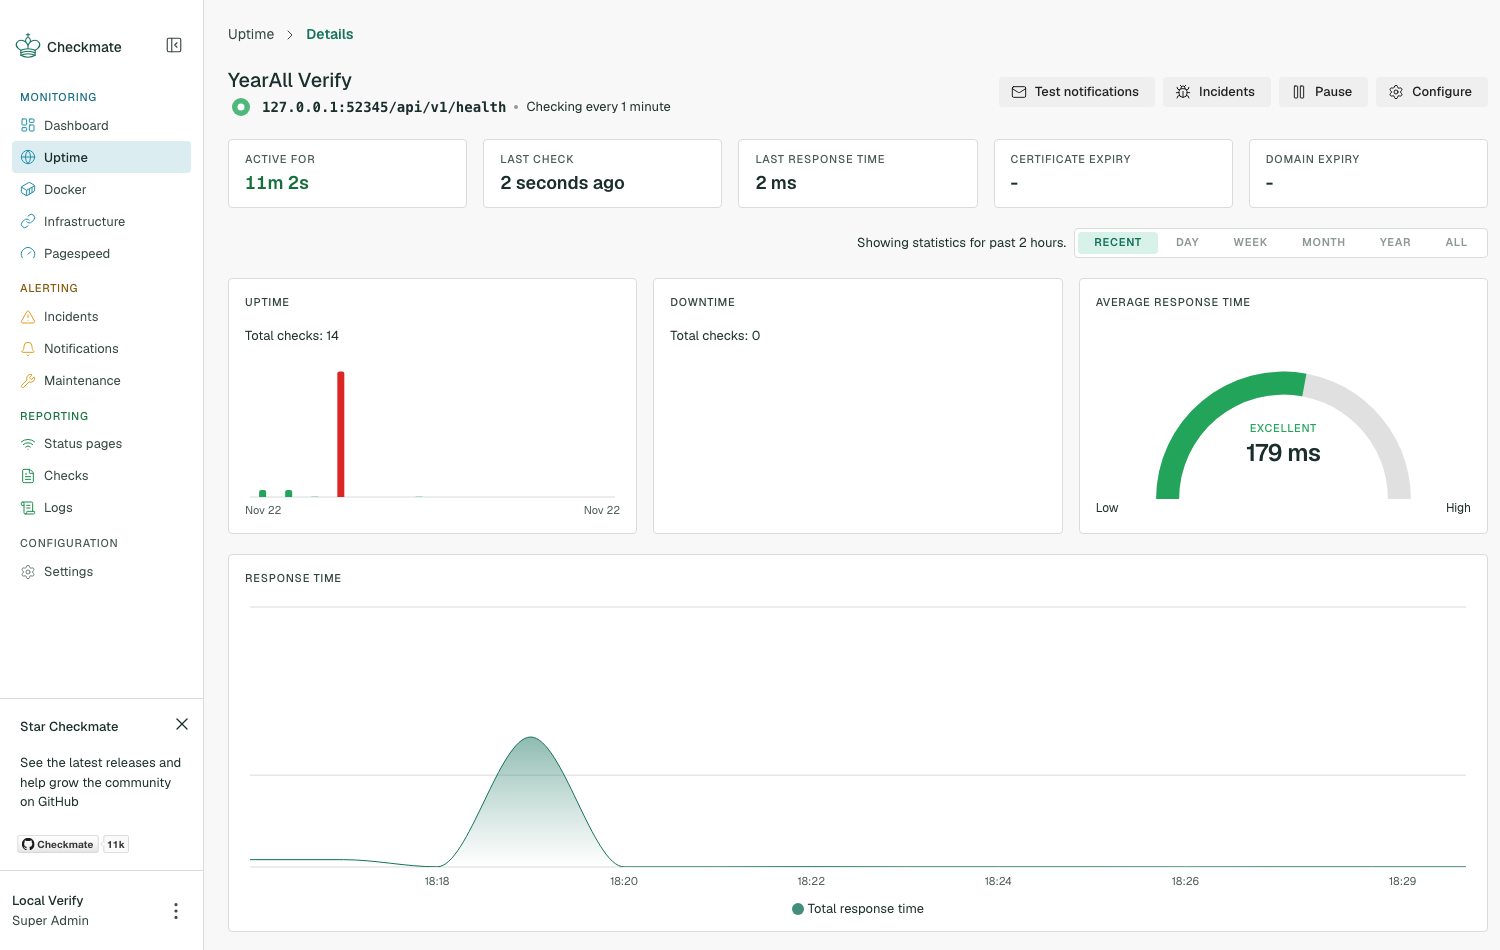 Checkmate
MONITORING
Dashboard
Uptime
Docker
Infrastructure
Pagespeed
ALERTING
Incidents
Notifications
Maintenance
REPORTING
Status pages
Checks
Logs
CONFIGURATION
Settings
Star Checkmate
See the latest releases and
help grow the community
on GitHub
Checkmate 11k
Local Verify
Super Admin
Uptime > Details
YearAll Verify
127.0.0.1:52345/api/v1/health • Checking every 1 minute
Test notifications
Incidents
Pause
Configure
ACTIVE FOR
11m 2s
LAST CHECK
2 seconds ago
LAST RESPONSE TIME
2 ms
CERTIFICATE EXPIRY
-
DOMAIN EXPIRY
-
Showing statistics for past 2 hours.
RECENT DAY WEEK MONTH YEAR ALL
UPTIME
Total checks: 14
Nov 22 Nov 22
DOWNTIME
Total checks: 0
AVERAGE RESPONSE TIME
EXCELLENT
179 ms
Low High
RESPONSE TIME
18:18 18:20 18:22 18:24 18:26 18:29
Total response time